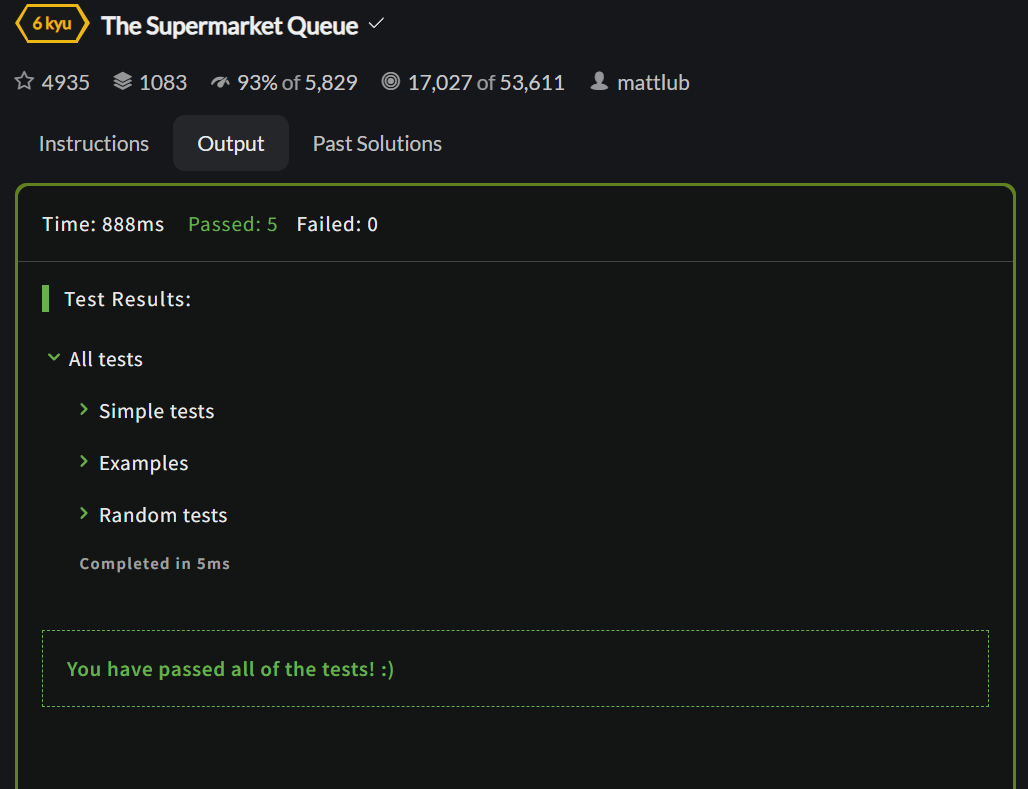 6 kyu The Supermarket Queue
4935 1083 93% of 5,829 17,027 of 53,611 mattlub
Instructions Output Past Solutions
Time: 888ms Passed: 5 Failed: 0
Test Results:
All tests
Simple tests
Examples
Random tests
Completed in 5ms
You have passed all of the tests! :)